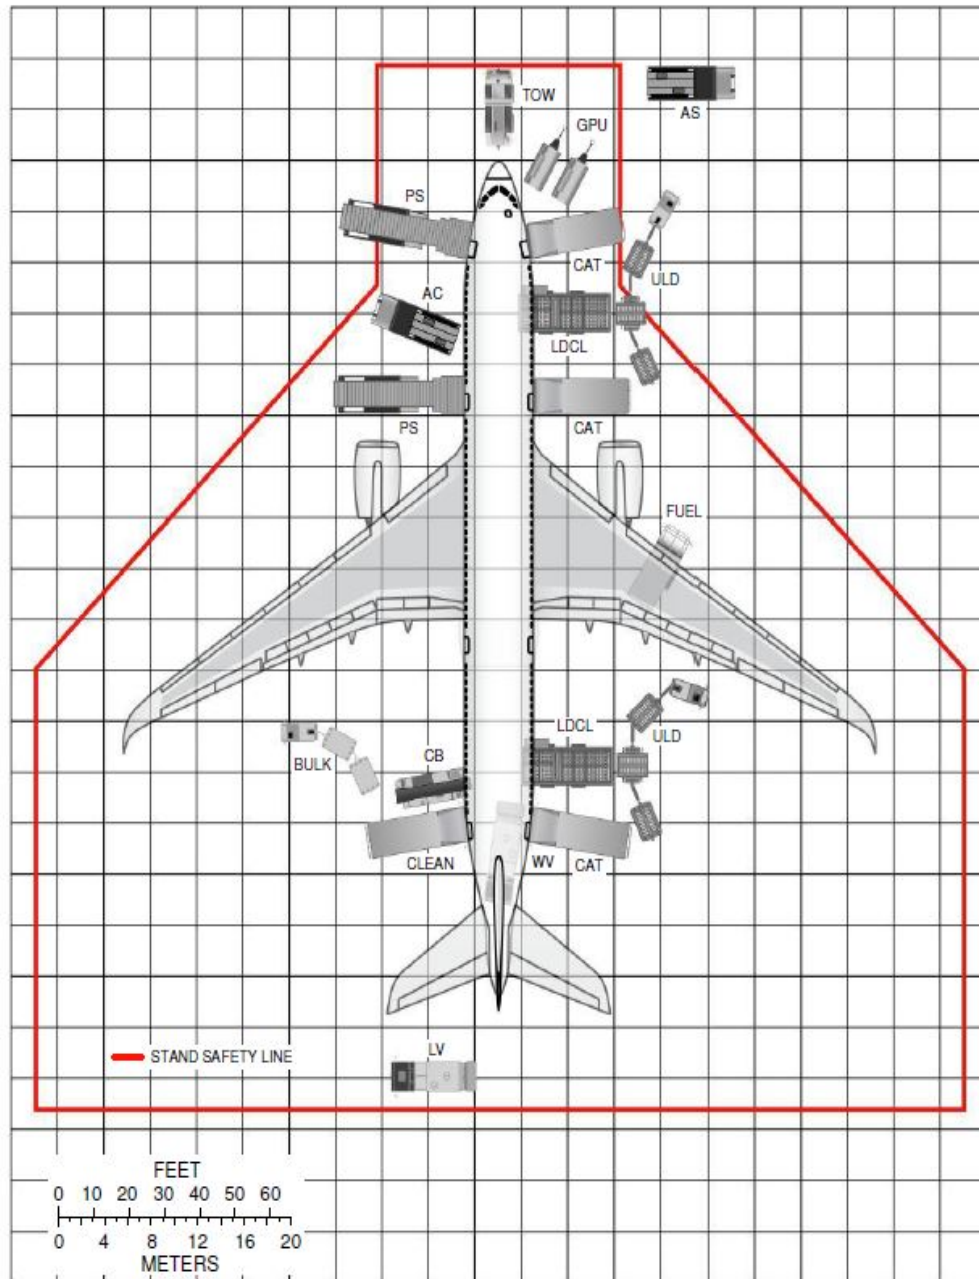 TOW
AS
GPU
PS
CAT
ULD
AC
LDCL
PS
CAT
FUEL
LDCL
ULD
BULK
CB
CLEAN
WV
CAT
LV
STAND SAFETY LINE
FEET
0 10 20 30 40 50 60
0 4 8 12 16 20
METERS